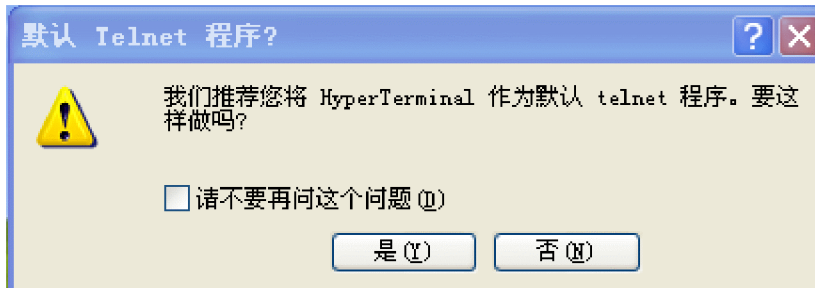 默认 Telnet 程序?
我们推荐您将 HyperTerminal 作为默认 telnet 程序。要这
样做吗?
请不要再问这个问题(D)
是(Y) 否(N)